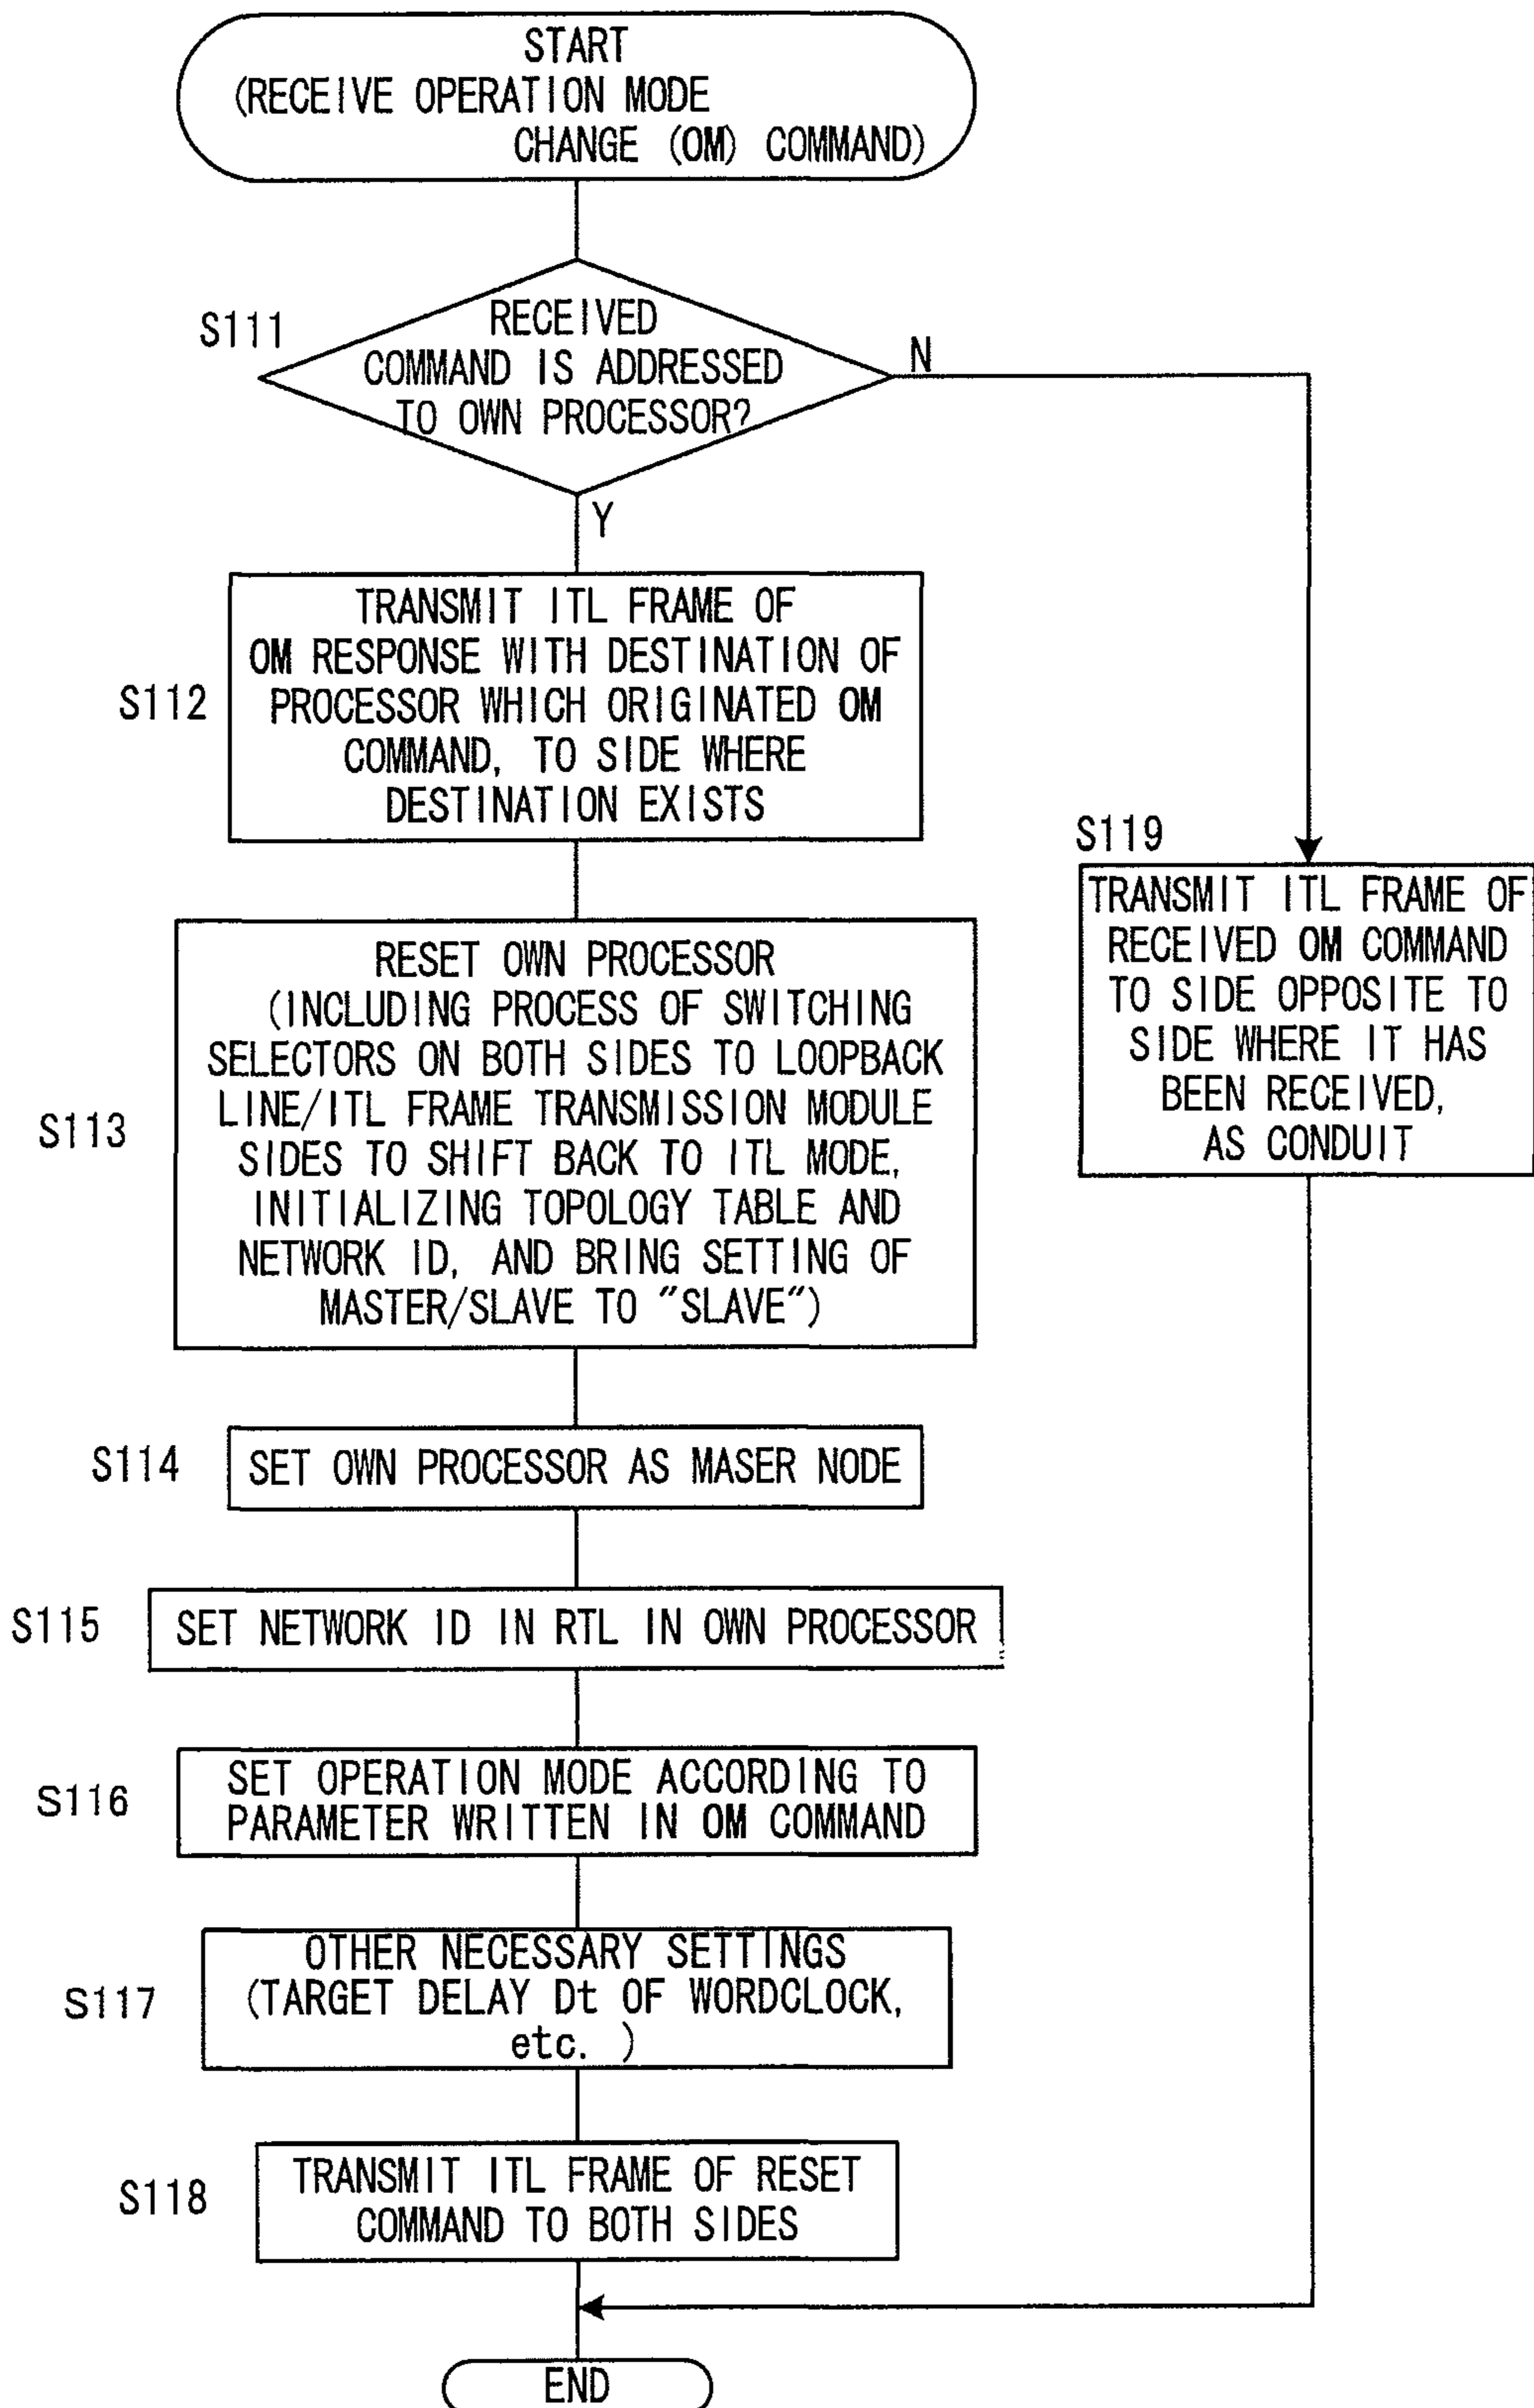 START
(RECEIVE OPERATION MODE
CHANGE (OM) COMMAND)
S111
RECEIVED
COMMAND IS ADDRESSED
TO OWN PROCESSOR?
N
Y
S112
TRANSMIT ITL FRAME OF
OM RESPONSE WITH DESTINATION OF
PROCESSOR WHICH ORIGINATED OM
COMMAND, TO SIDE WHERE
DESTINATION EXISTS
S119
TRANSMIT ITL FRAME OF
RECEIVED OM COMMAND
TO SIDE OPPOSITE TO
SIDE WHERE IT HAS
BEEN RECEIVED,
AS CONDUIT
S113
RESET OWN PROCESSOR
(INCLUDING PROCESS OF SWITCHING
SELECTORS ON BOTH SIDES TO LOOPBACK
LINE/ITL FRAME TRANSMISSION MODULE
SIDES TO SHIFT BACK TO ITL MODE,
INITIALIZING TOPOLOGY TABLE AND
NETWORK ID, AND BRING SETTING OF
MASTER/SLAVE TO "SLAVE")
S114
SET OWN PROCESSOR AS MASER NODE
S115
SET NETWORK ID IN RTL IN OWN PROCESSOR
S116
SET OPERATION MODE ACCORDING TO
PARAMETER WRITTEN IN OM COMMAND
S117
OTHER NECESSARY SETTINGS
(TARGET DELAY Dt OF WORDCLOCK,
etc. )
S118
TRANSMIT ITL FRAME OF RESET
COMMAND TO BOTH SIDES
END